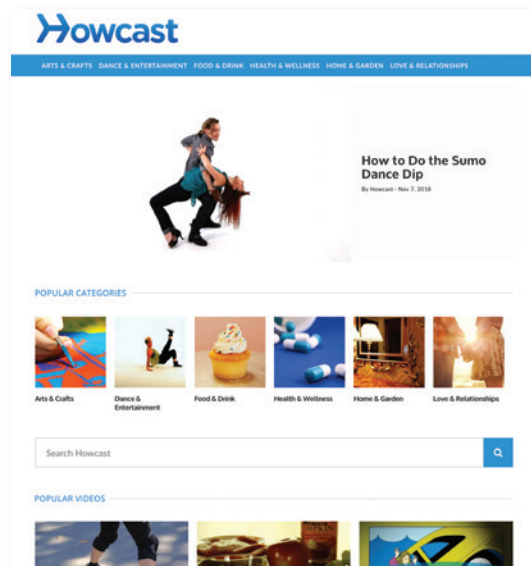 Howcast
ARTS & CRAFTS DANCE & ENTERTAINMENT FOOD & DRINK HEALTH & WELLNESS HOME & GARDEN LOVE & RELATIONSHIPS
How to Do the Sumo
Dance Dip
By Howcast - Nov 7, 2018
POPULAR CATEGORIES
Arts & Crafts
Dance &
Entertainment
Food & Drink
Health & Wellness
Home & Garden
Love & Relationships
Search Howcast
POPULAR VIDEOS